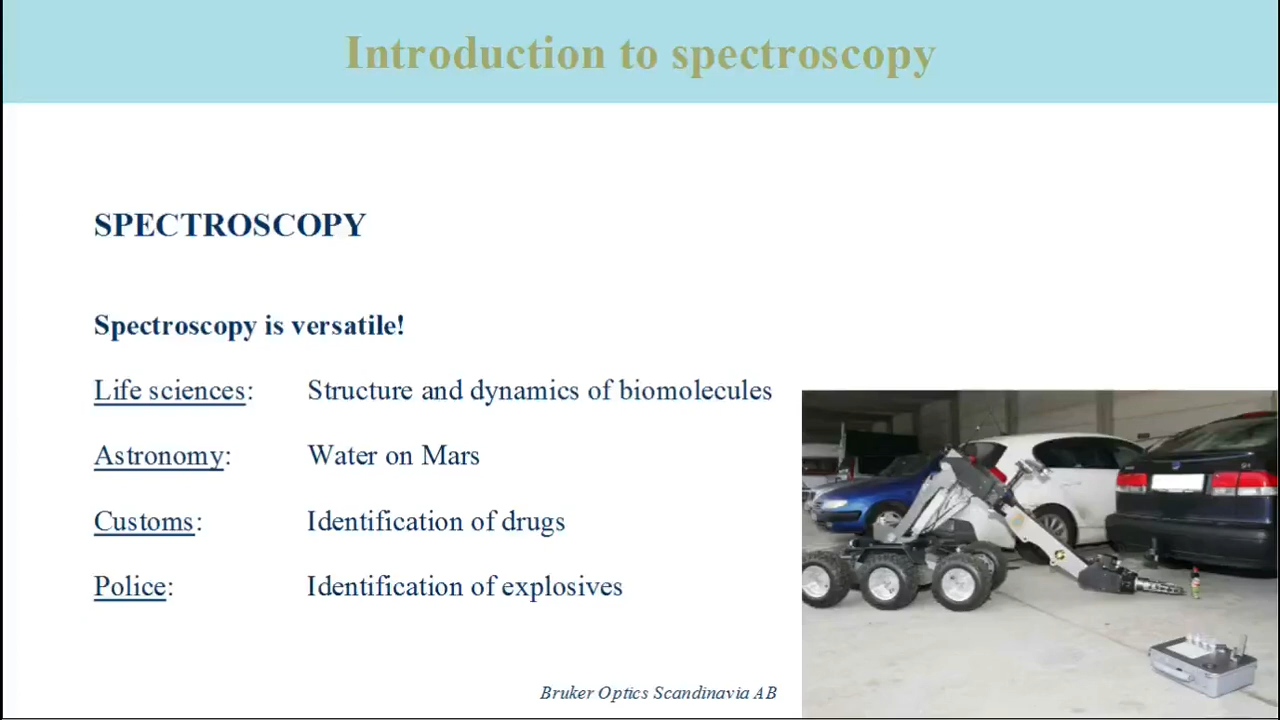 Introduction to spectroscopy
SPECTROSCOPY
Spectroscopy is versatile!
Life sciences: Structure and dynamics of biomolecules
Astronomy: Water on Mars
Customs: Identification of drugs
Police: Identification of explosives
Bruker Optics Scandinavia AB